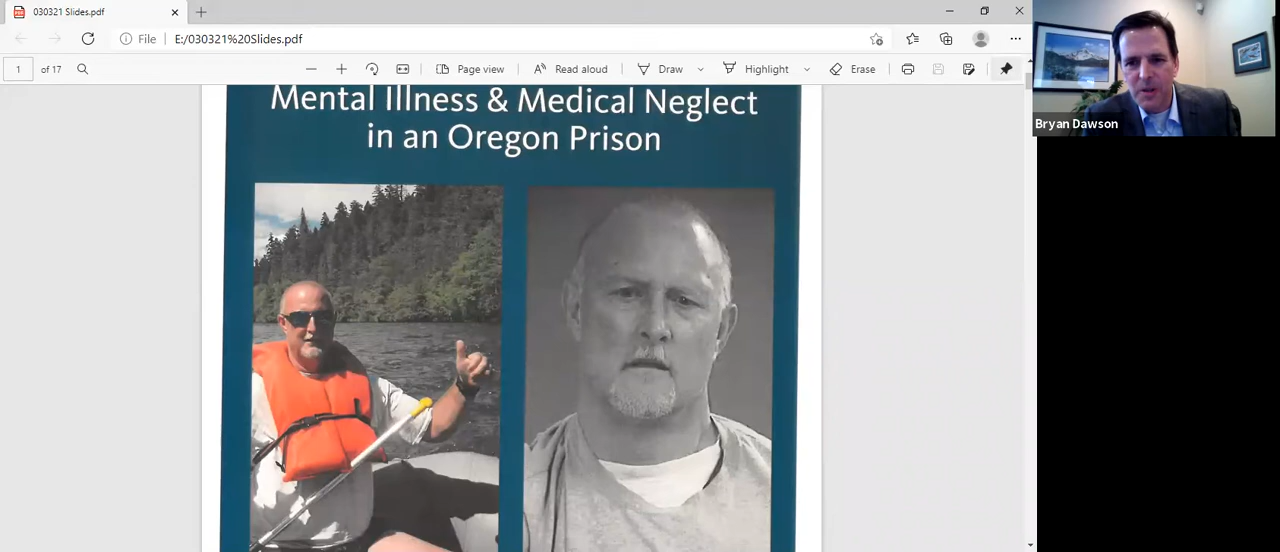 030321 Slides.pdf
File
E:/030321%20Slides.pdf
1
of 17
Page view
Read aloud
Draw
Highlight
Erase
Mental Illness & Medical Neglect
in an Oregon Prison
Bryan Dawson